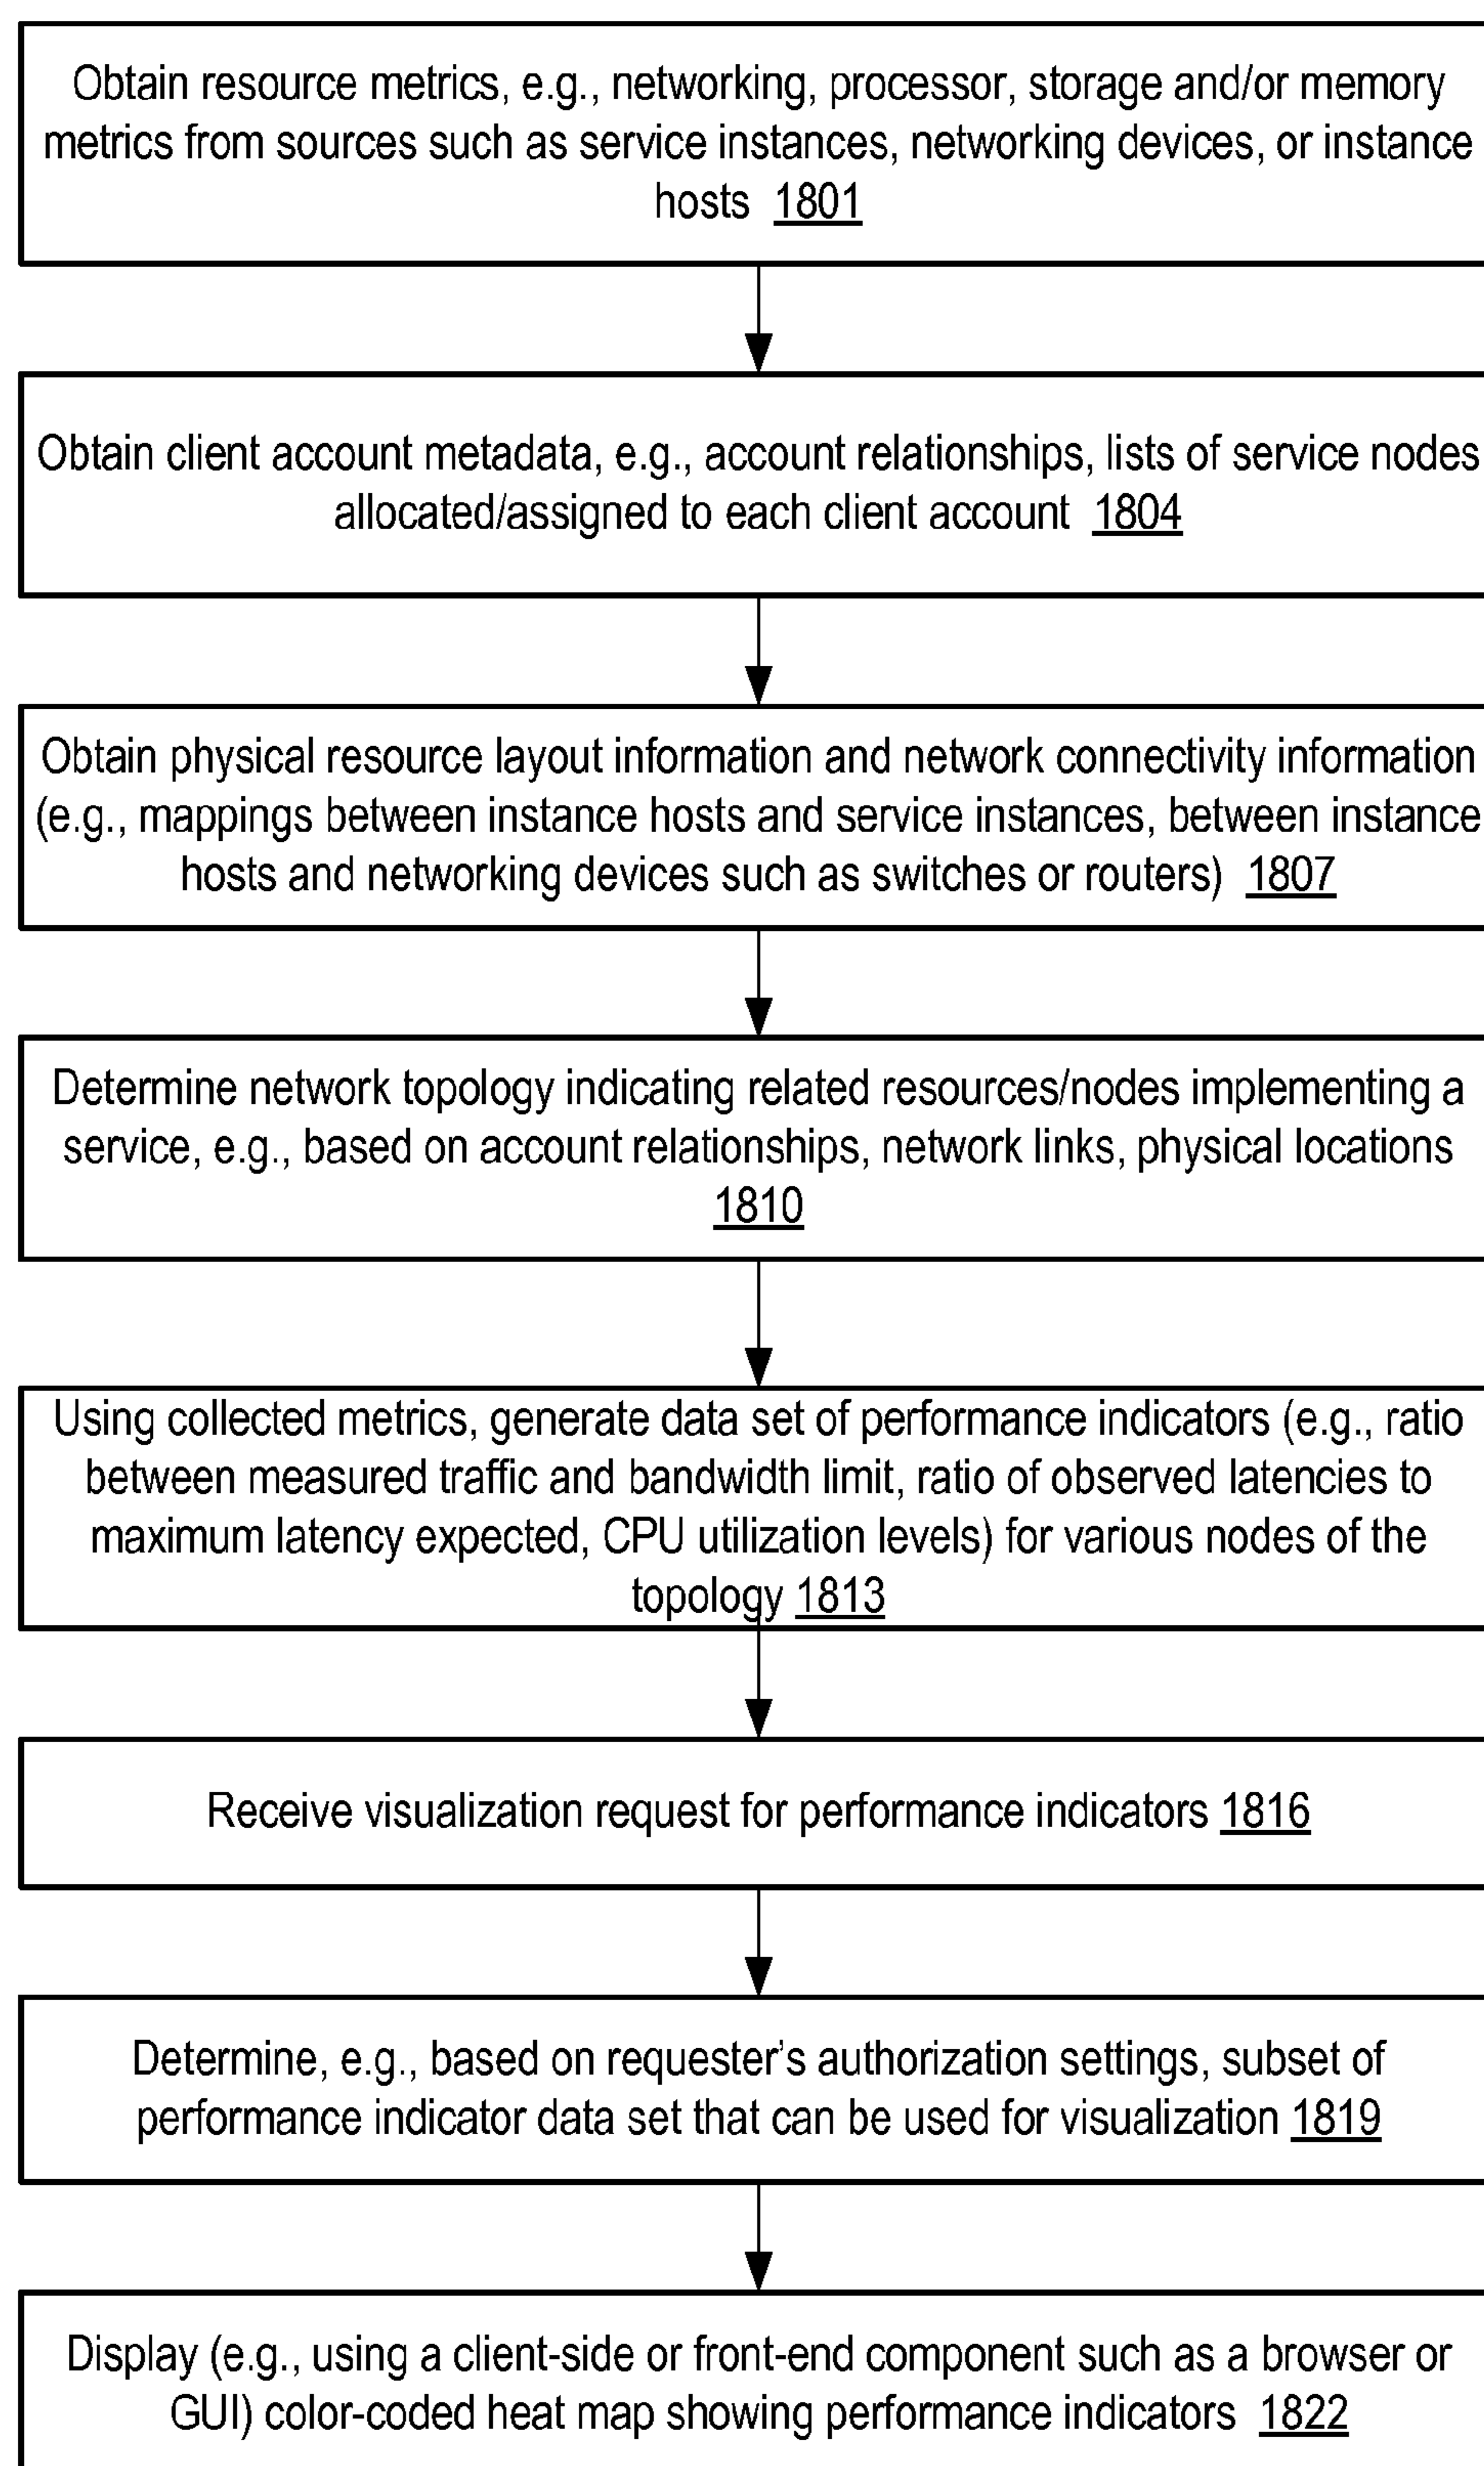 Obtain resource metrics, e.g., networking, processor, storage and/or memory
metrics from sources such as service instances, networking devices, or instance
hosts 1801
Obtain client account metadata, e.g., account relationships, lists of service nodes
allocated/assigned to each client account 1804
Obtain physical resource layout information and network connectivity information
(e.g., mappings between instance hosts and service instances, between instance
hosts and networking devices such as switches or routers) 1807
Determine network topology indicating related resources/nodes implementing a
service, e.g., based on account relationships, network links, physical locations
1810
Using collected metrics, generate data set of performance indicators (e.g., ratio
between measured traffic and bandwidth limit, ratio of observed latencies to
maximum latency expected, CPU utilization levels) for various nodes of the
topology 1813
Receive visualization request for performance indicators 1816
Determine, e.g., based on requester’s authorization settings, subset of
performance indicator data set that can be used for visualization 1819
Display (e.g., using a client-side or front-end component such as a browser or
GUI) color-coded heat map showing performance indicators 1822